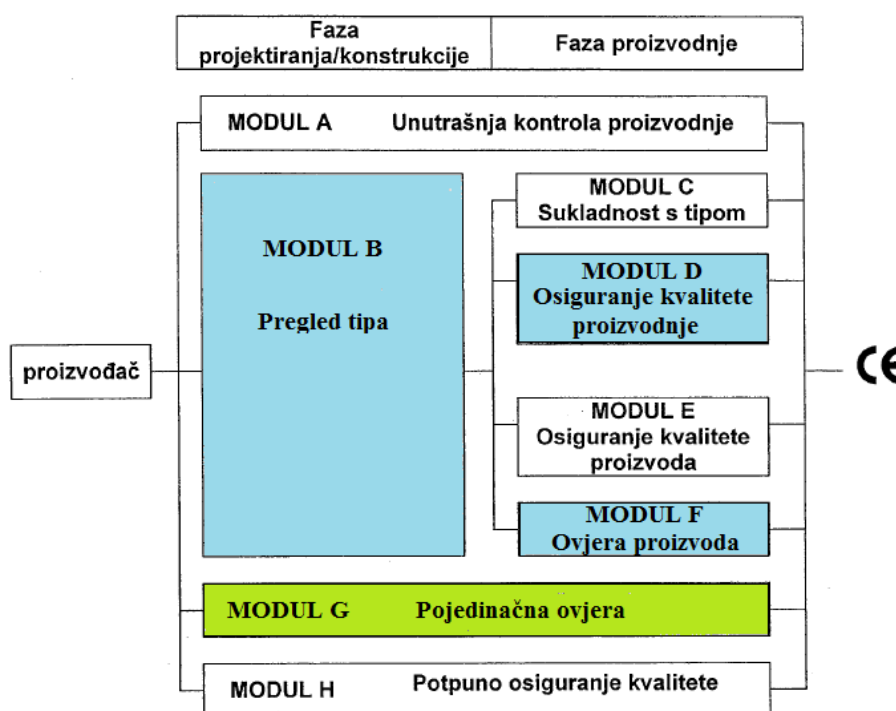 Faza
projektiranja/konstrukcije
Faza proizvodnje
MODUL A Unutrašnja kontrola proizvodnje
MODUL B
Pregled tipa
MODUL C
Sukladnost s tipom
MODUL D
Osiguranje kvalitete
proizvodnje
proizvođač
CE
MODUL E
Osiguranje kvalitete
proizvoda
MODUL F
Ovjera proizvoda
MODUL G Pojedinačna ovjera
MODUL H Potpuno osiguranje kvalitete